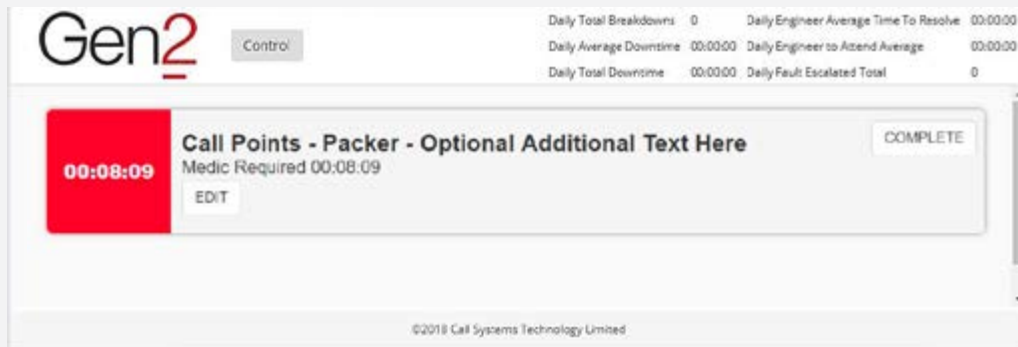 Gen2
Control
Daily Total Breakdowns 0 Daily Engineer Average Time To Resolve 00:00:00
Daily Average Downtime 00:00:00 Daily Engineer to Attend Average 00:00:00
Daily Total Downtime 00:00:00 Daily Fault Escalated Total 0
00:08:09
Call Points - Packer - Optional Additional Text Here
COMPLETE
Medic Required 00:08:09
EDIT
©2018 Call Systems Technology Limited